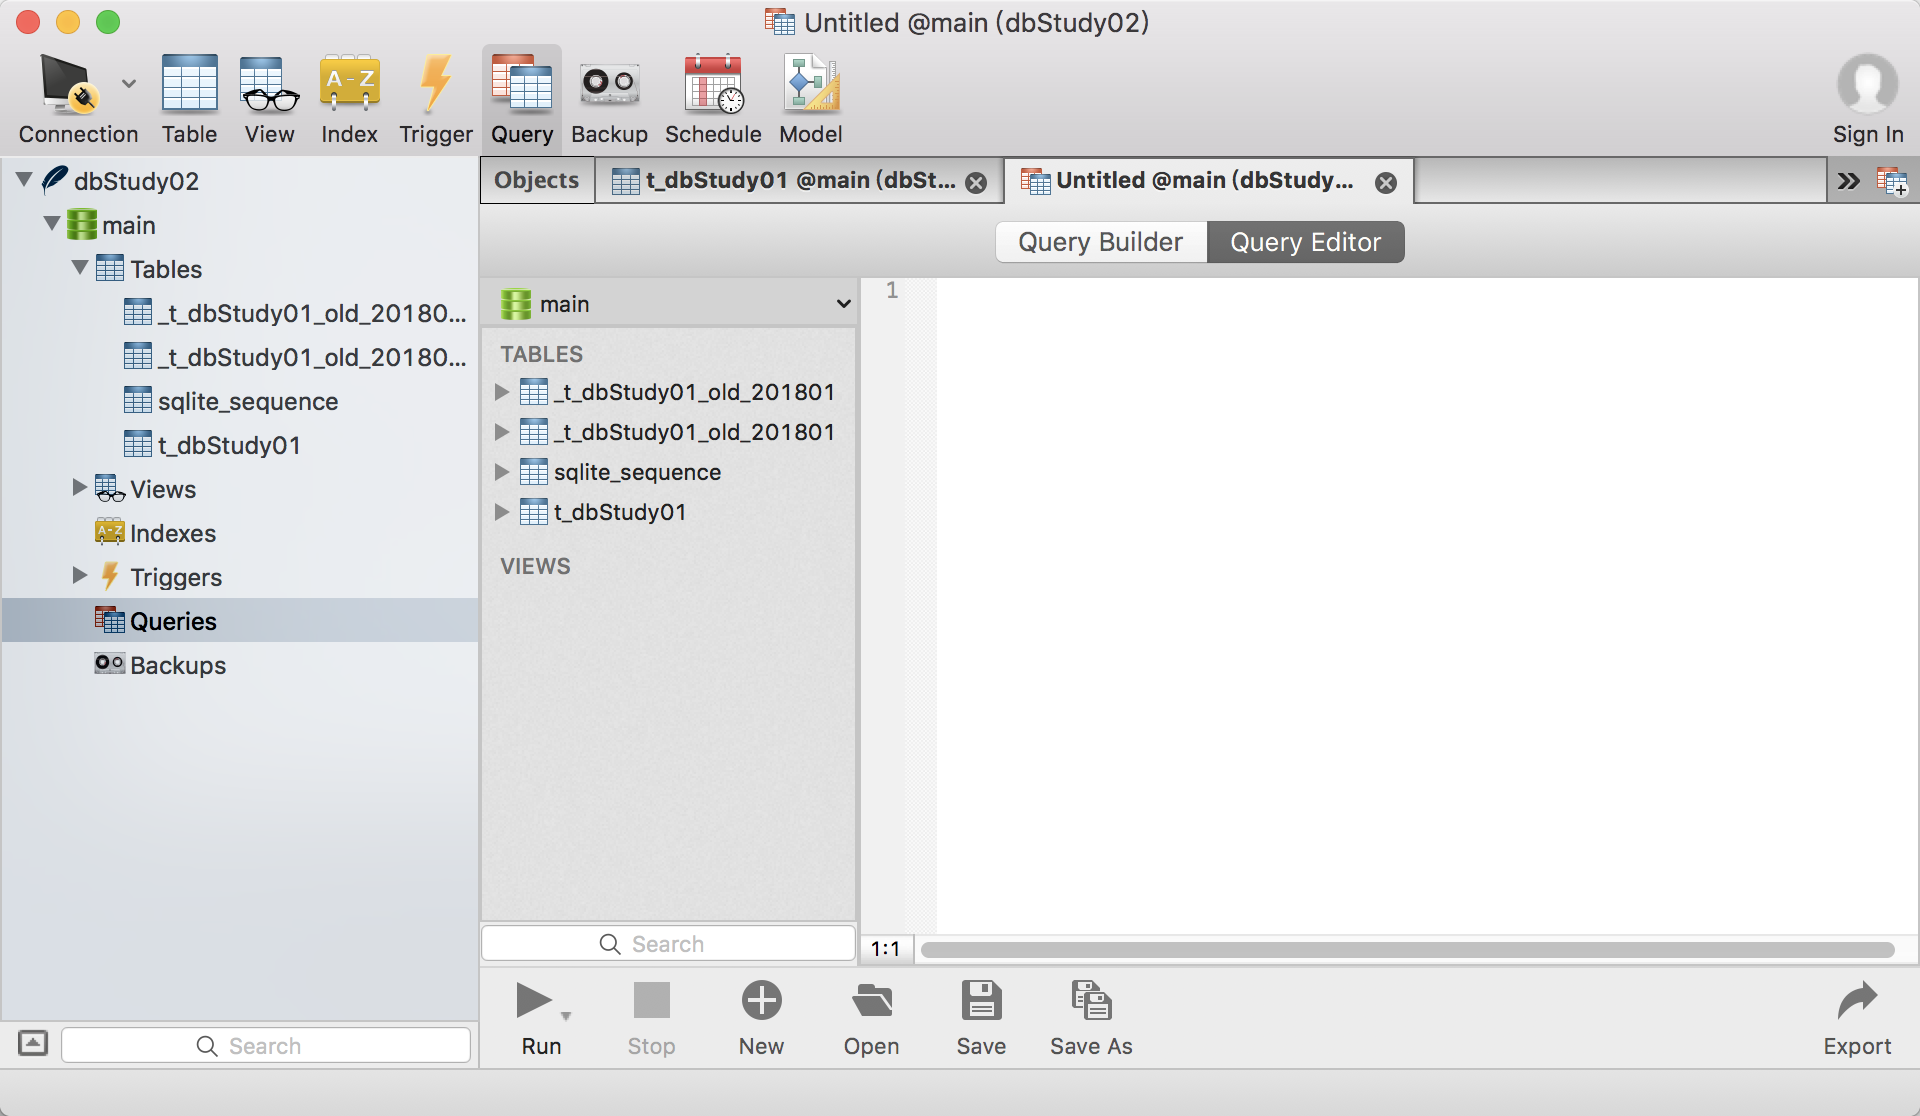 Untitled @main (dbStudy02)
Connection
Table
View
A-Z
Index
Trigger
Query
Backup
Schedule
Model
Sign In
dbStudy02
main
Tables
_t_dbStudy01_old_20180...
_t_dbStudy01_old_20180...
sqlite_sequence
t_dbStudy01
Views
A-Z
Indexes
Triggers
Queries
Backups
Search
Objects
t_dbStudy01 @main (dbSt...
Untitled @main (dbStudy...
Query Builder
Query Editor
main
TABLES
_t_dbStudy01_old_201801
_t_dbStudy01_old_201801
sqlite_sequence
t_dbStudy01
VIEWS
Search
1
1:1
Run
Stop
New
Open
Save
Save As
Export